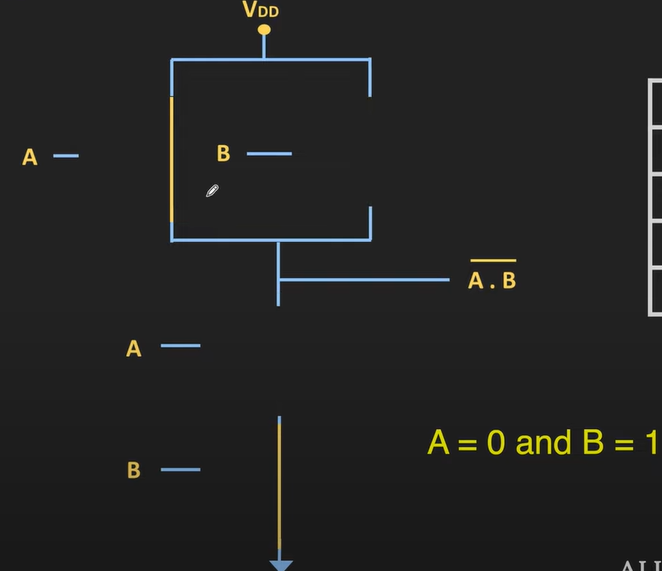 VDD
A
B
A . B
A
B
A = 0 and B = 1